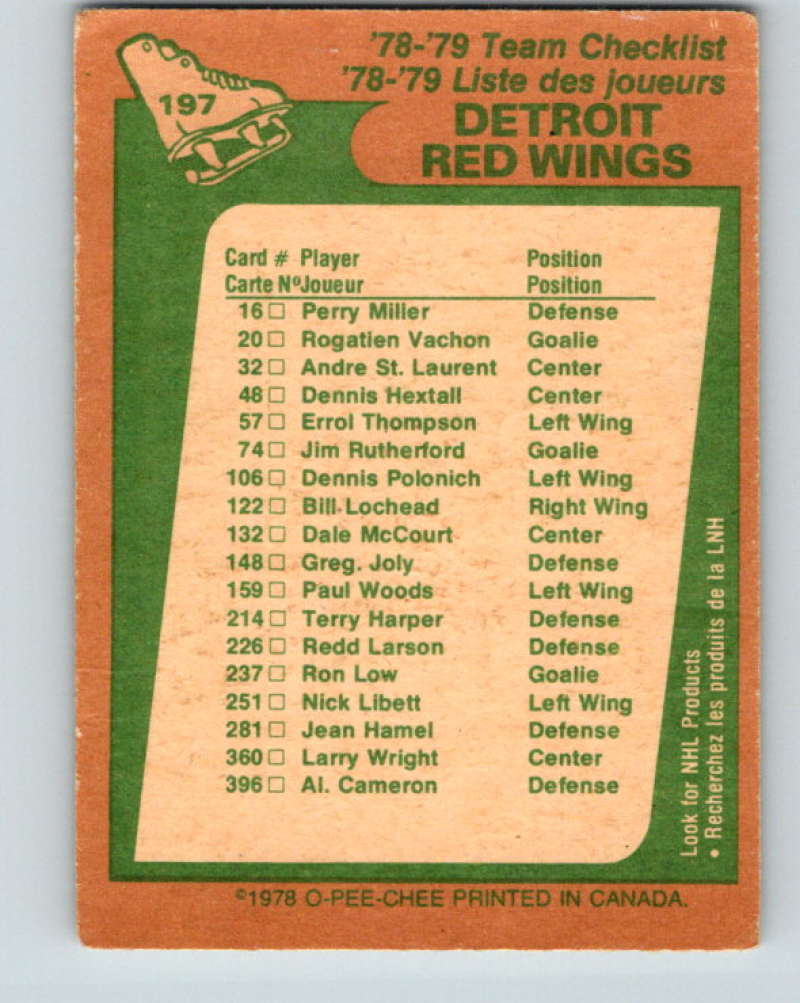 197
'78-'79 Team Checklist
'78-'79 Liste des joueurs
DETROIT
RED WINGS
Card # Player Position
Carte Nº Joueur Position
16 □ Perry Miller Defense
20 □ Rogatien Vachon Goalie
32 □ Andre St. Laurent Center
48 □ Dennis Hextall Center
57 □ Errol Thompson Left Wing
74 □ Jim Rutherford Goalie
106 □ Dennis Polonich Left Wing
122 □ Bill Lochead Right Wing
132 □ Dale McCourt Center
148 □ Greg. Joly Defense
159 □ Paul Woods Left Wing
214 □ Terry Harper Defense
226 □ Redd Larson Defense
237 □ Ron Low Goalie
251 □ Nick Libett Left Wing
281 □ Jean Hamel Defense
360 □ Larry Wright Center
396 □ Al. Cameron Defense
Look for NHL Products
• Recherchez les produits de la LNH
©1978 O-PEE-CHEE PRINTED IN CANADA.